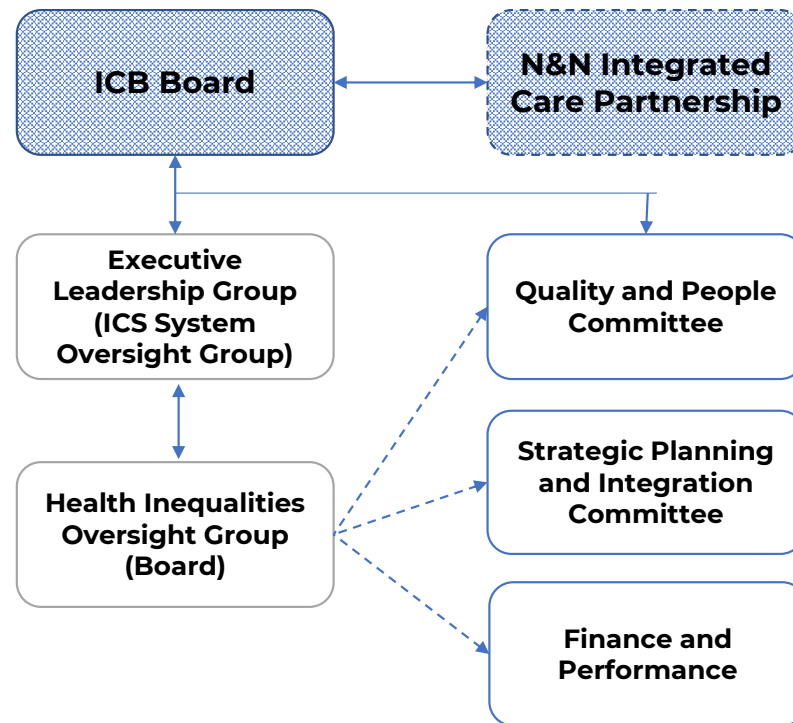 ICB Board
N&N Integrated
Care Partnership
Executive
Leadership Group
(ICS System
Oversight Group)
Quality and People
Committee
Health Inequalities
Oversight Group
(Board)
Strategic Planning
and Integration
Committee
Finance and
Performance